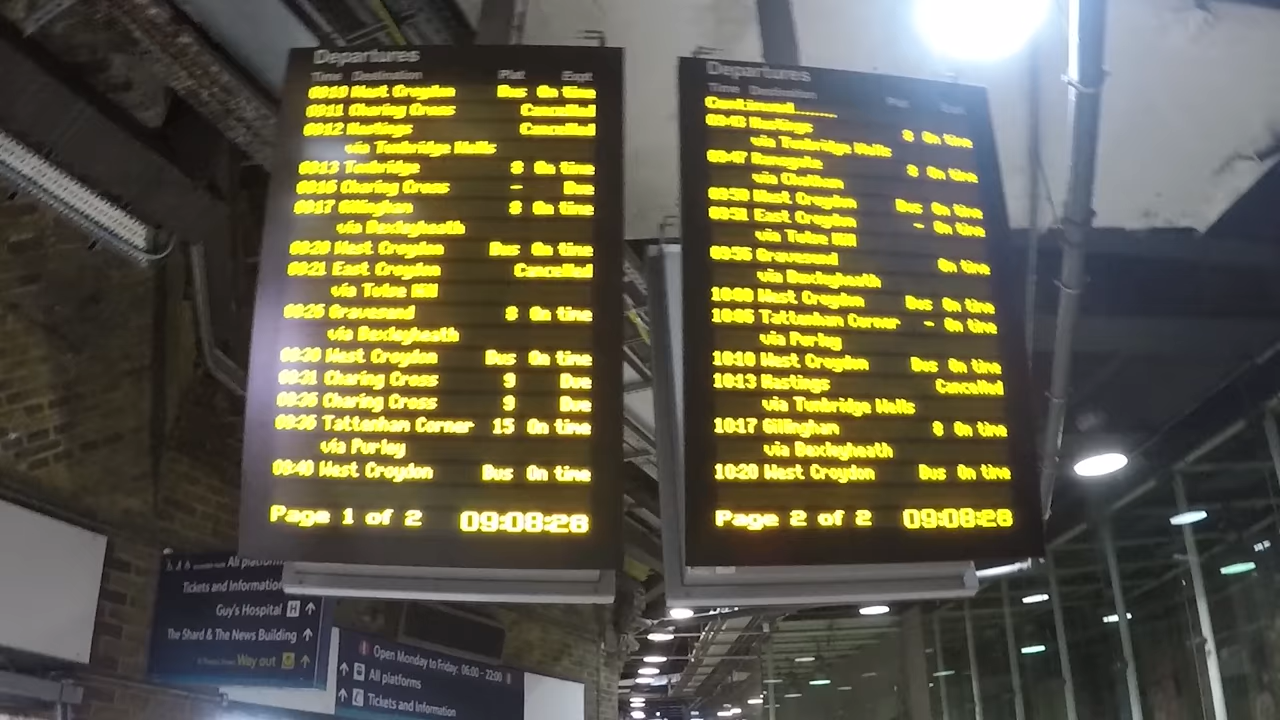 Departures
Time Destination Plat Expt
0910 West Croydon Bus On time
0911 Charing Cross Cancelled
0912 Hastings Cancelled
via Tunbridge Wells
0913 Tonbridge 8 On time
0916 Charing Cross - Due
0917 Gillingham 8 On time
via Bexleyheath
0920 West Croydon Bus On time
0921 East Croydon Cancelled
via Tulse Hill
Gravesend 8 On time
via Bexleyheath
0930 West Croydon Bus On time
0931 Charing Cross 9 Due
Charing Cross 9 Due
Tattenham Corner 15 On time
via Purley
0940 West Croydon Bus On time
Page 1 of 2 09:08:28
Departures
Time Destination Plat Expt
Continued
0943 Hastings 8 On time
via Tunbridge Wells
0947 Ramsgate 8 On time
via Chatham
0950 West Croydon Bus On time
0951 East Croydon - On time
via Tulse Hill
Gravesend On time
via Bexleyheath
1000 West Croydon Bus On time
Tattenham Corner - On time
via Purley
1010 West Croydon Bus On time
1013 Hastings Cancelled
via Tunbridge Wells
1017 Gillingham 8 On time
via Bexleyheath
1020 West Croydon Bus On time
Page 2 of 2 09:08:28
All platforms
Tickets and Information
Guy's Hospital H
The Shard & The News Building
Way out
Open Monday to Friday: 06:00 - 22:00
All platforms
Tickets and Information